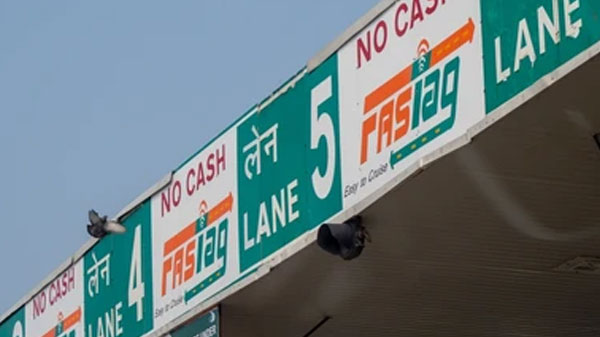 NO CASH
लेन
LANE 4
NO CASH
FASTag
Easy to Cruise
लेन
LANE 5
NO CASH
FASTag
Easy to Cruise
LANE
UNDER